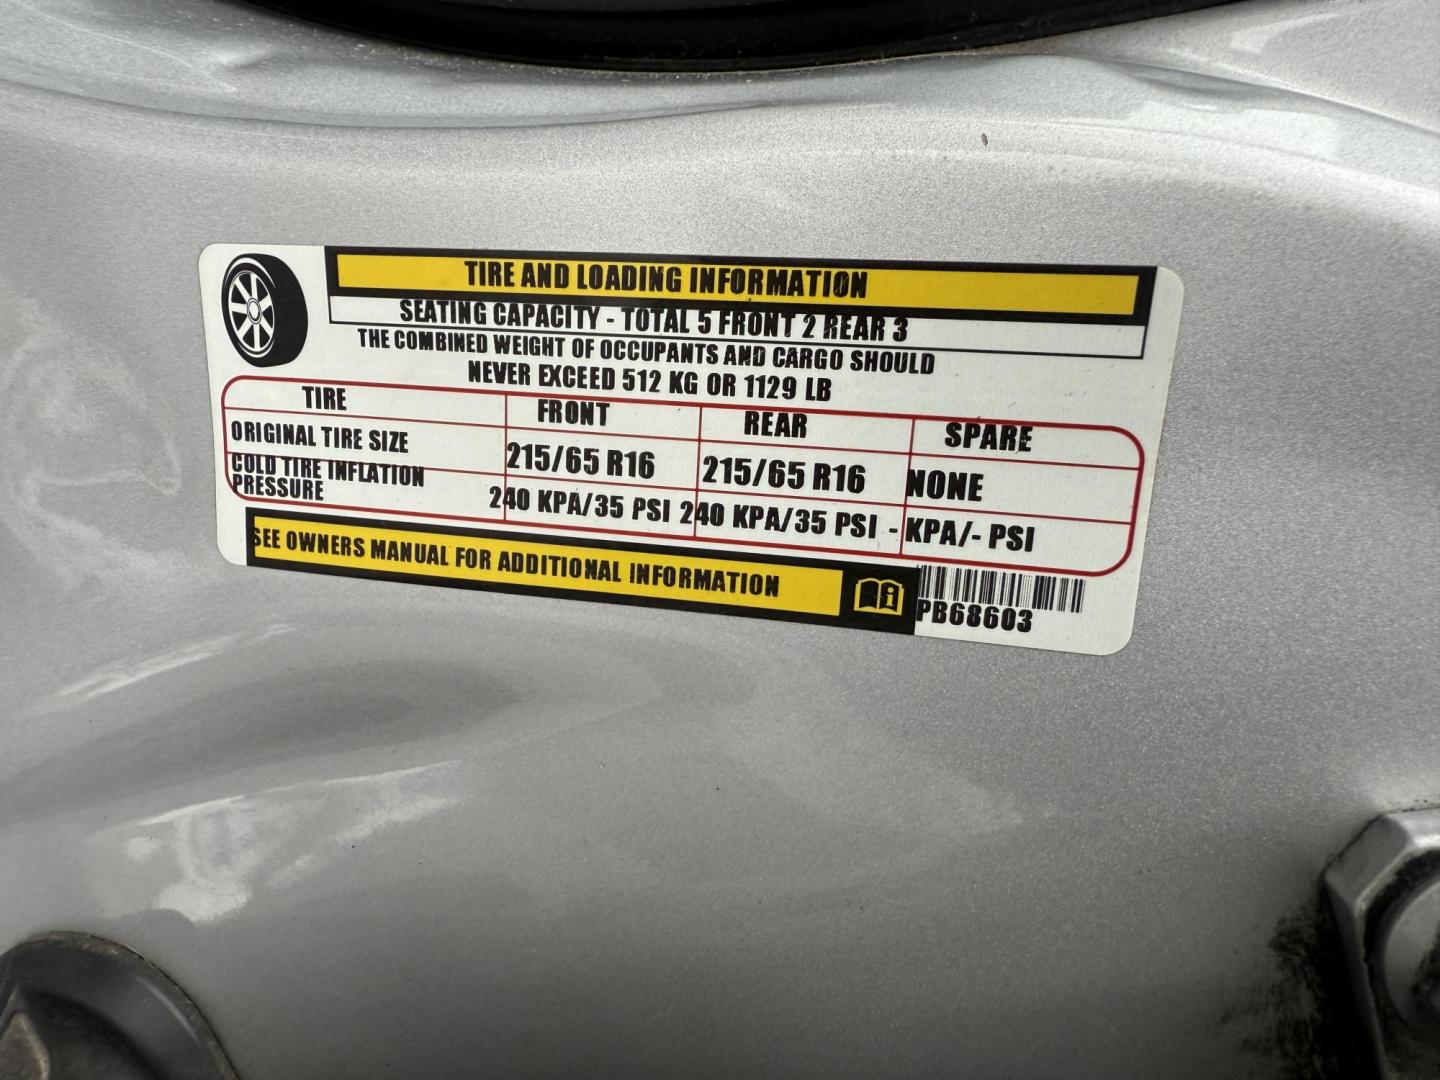 TIRE AND LOADING INFORMATION
SEATING CAPACITY - TOTAL 5 FRONT 2 REAR 3
THE COMBINED WEIGHT OF OCCUPANTS AND CARGO SHOULD
NEVER EXCEED 512 KG OR 1129 LB
TIRE FRONT REAR SPARE
ORIGINAL TIRE SIZE 215/65 R16 215/65 R16 NONE
COLD TIRE INFLATION
PRESSURE 240 KPA/35 PSI 240 KPA/35 PSI - KPA/- PSI
SEE OWNERS MANUAL FOR ADDITIONAL INFORMATION
PB68603